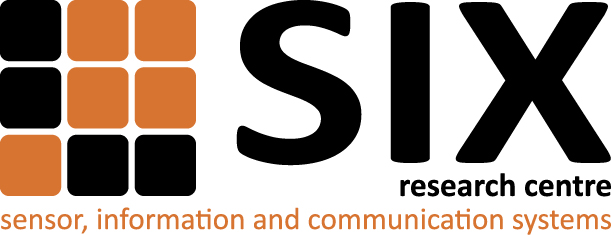 SIX
research centre
sensor, information and communication systems